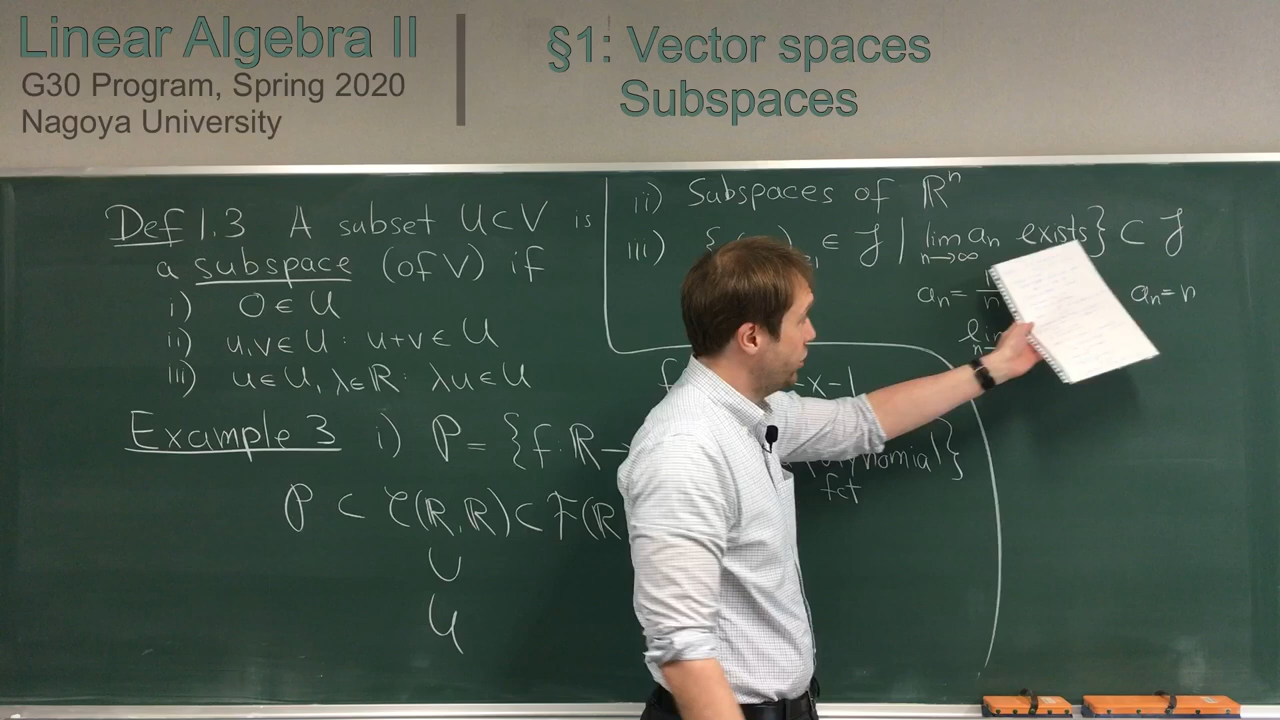 Linear Algebra II
G30 Program, Spring 2020
Nagoya University
§1: Vector spaces
Subspaces
Def 1.3 A subset U⊂V is
a subspace (of V) if
i) 0∈U
ii) u,v∈U: u+v∈U
iii) u∈U, λ∈ℝ: λu∈U
Example 3 i) P = {f: ℝ→
polynomial}
fct
P ⊂ C(ℝ,ℝ) ⊂ F(ℝ
∪
U
ii) Subspaces of ℝⁿ
iii) { ∈ J | lim aₙ exists} ⊂ J
n→∞
aₙ = aₙ = n
n
lim
-x-1